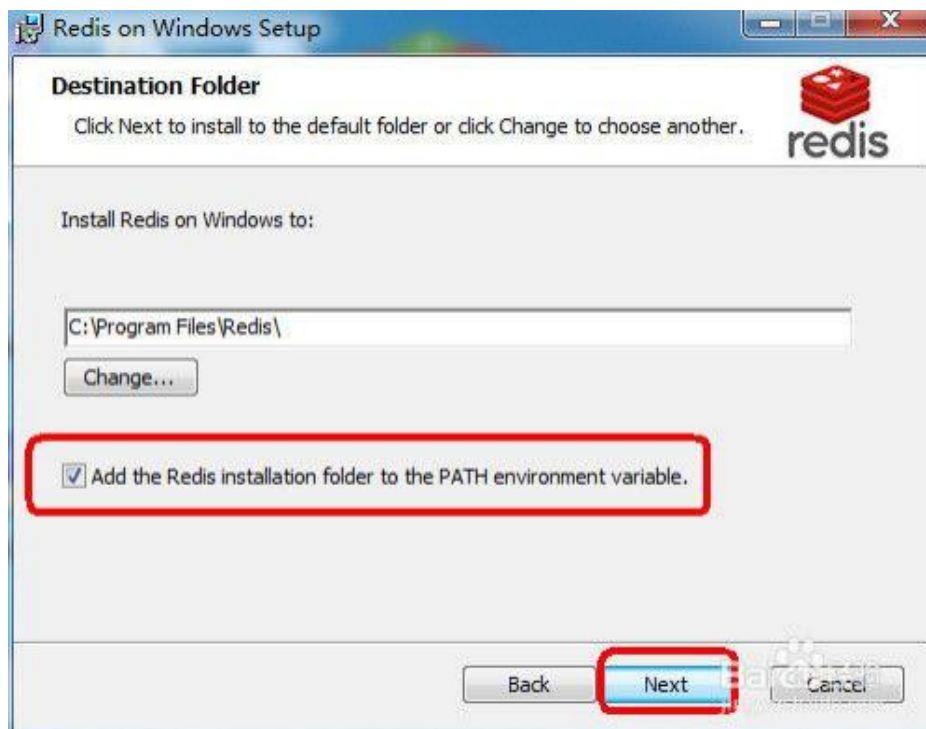 Redis on Windows Setup
Destination Folder
Click Next to install to the default folder or click Change to choose another.
redis
Install Redis on Windows to:
C:\Program Files\Redis\
Change...
Add the Redis installation folder to the PATH environment variable.
Back
Next
Cancel